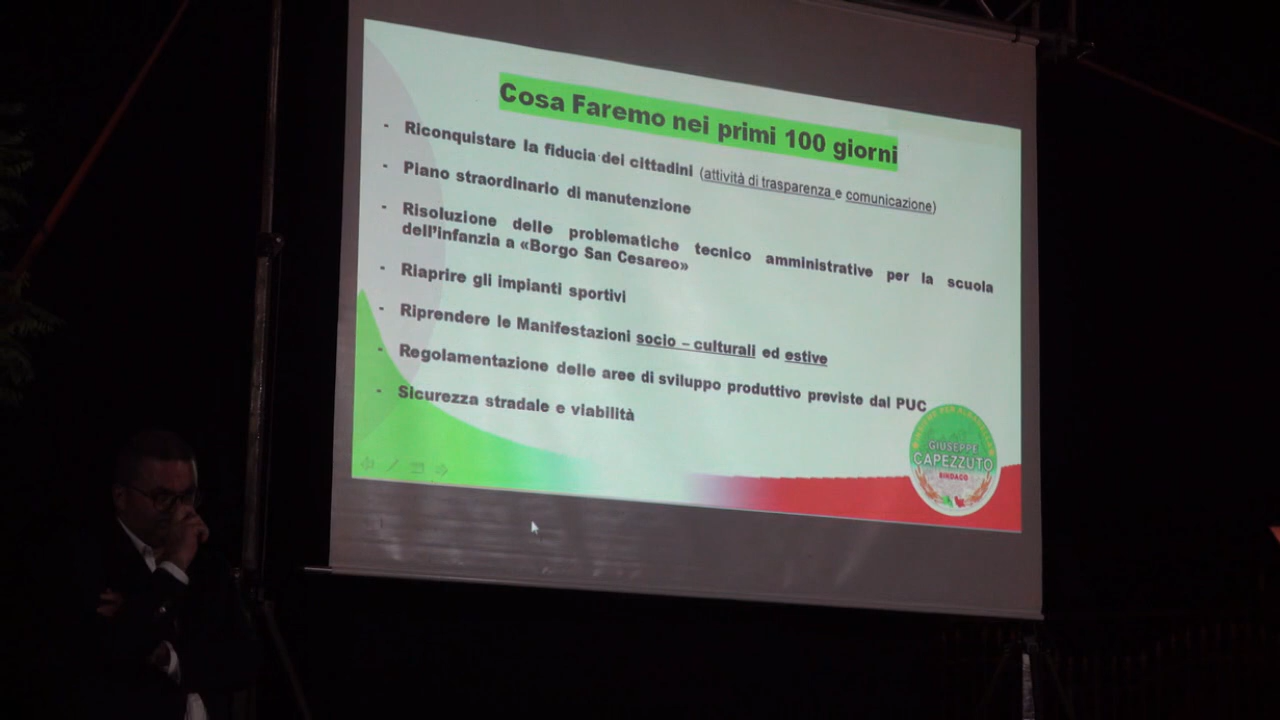 Cosa Faremo nei primi 100 giorni
- Riconquistare la fiducia dei cittadini (attività di trasparenza e comunicazione)
- Piano straordinario di manutenzione
- Risoluzione delle problematiche tecnico amministrative per la scuola
dell'infanzia a «Borgo San Cesareo»
- Riaprire gli impianti sportivi
- Riprendere le Manifestazioni socio – culturali ed estive
- Regolamentazione delle aree di sviluppo produttivo previste dal PUC
- Sicurezza stradale e viabilità
GIUSEPPE
CAPEZZUTO
SINDACO